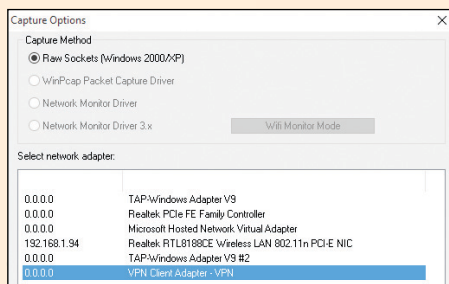 Capture Options
Capture Method
Raw Sockets (Windows 2000/XP)
WinPcap Packet Capture Driver
Network Monitor Driver
Network Monitor Driver 3.x Wifi Monitor Mode
Select network adapter:
0.0.0.0 TAP-Windows Adapter V9
0.0.0.0 Realtek PCIe FE Family Controller
0.0.0.0 Microsoft Hosted Network Virtual Adapter
192.168.1.94 Realtek RTL8188CE Wireless LAN 802.11n PCI-E NIC
0.0.0.0 TAP-Windows Adapter V9 #2
0.0.0.0 VPN Client Adapter - VPN